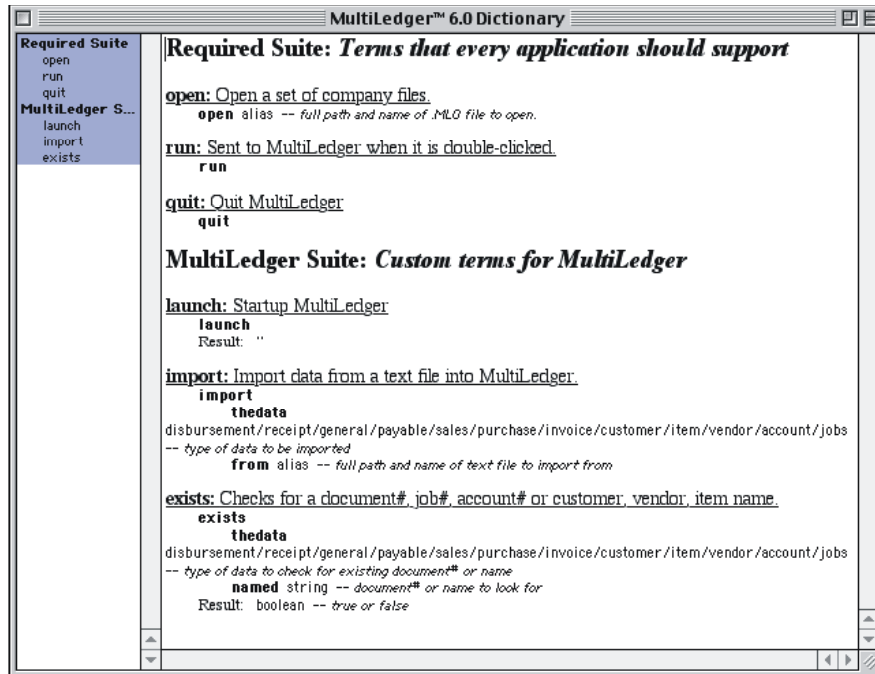 MultiLedger™ 6.0 Dictionary
Required Suite
open
run
quit
MultiLedger S...
launch
import
exists
Required Suite: Terms that every application should support
open: Open a set of company files.
open alias -- full path and name of .MLG file to open.
run: Sent to MultiLedger when it is double-clicked.
run
quit: Quit MultiLedger
quit
MultiLedger Suite: Custom terms for MultiLedger
launch: Startup MultiLedger
launch
Result: ''
import: Import data from a text file into MultiLedger.
import
thedata
disbursement/receipt/general/payable/sales/purchase/invoice/customer/item/vendor/account/jobs
-- type of data to be imported
from alias -- full path and name of text file to import from
exists: Checks for a document#, job#, account# or customer, vendor, item name.
exists
thedata
disbursement/receipt/general/payable/sales/purchase/invoice/customer/item/vendor/account/jobs
-- type of data to check for existing document# or name
named string -- document# or name to look for
Result: boolean -- true or false